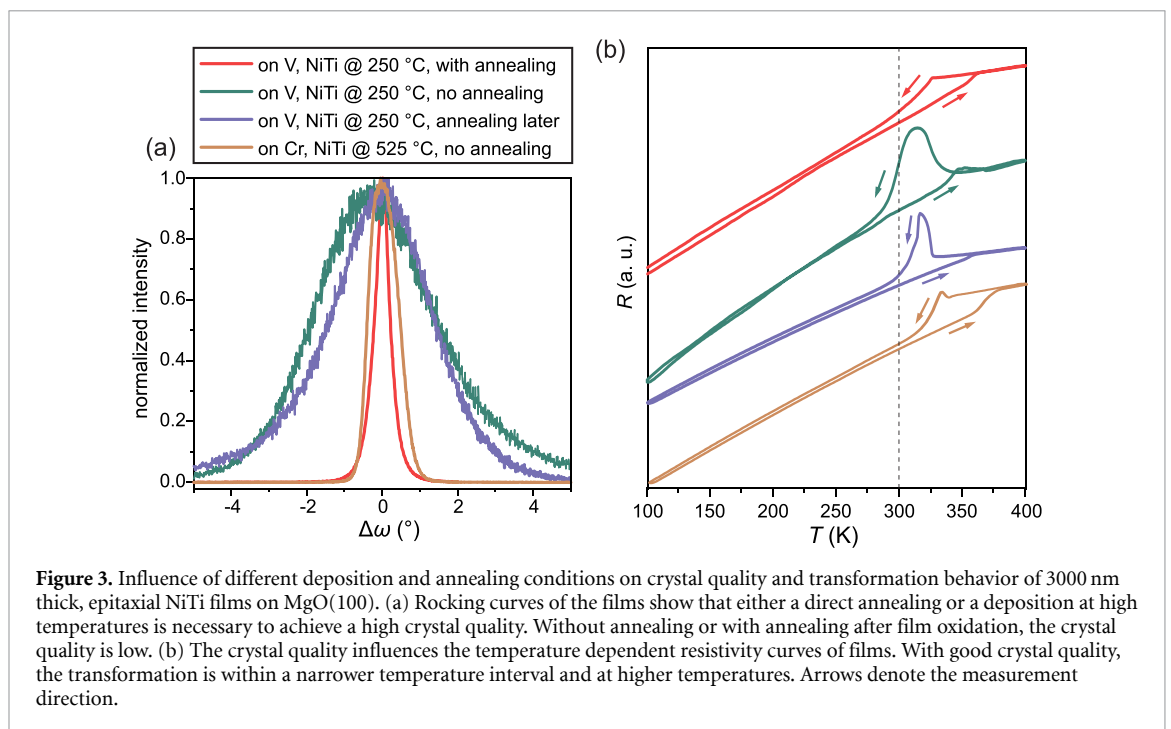 on V, NiTi @ 250 °C, with annealing
on V, NiTi @ 250 °C, no annealing
on V, NiTi @ 250 °C, annealing later
on Cr, NiTi @ 525 °C, no annealing
(a)
1.0
0.8
0.6
0.4
0.2
0.0
normalized intensity
-4
-2
0
2
4
Δω (°)
(b)
R (a. u.)
100
150
200
250
300
350
400
T (K)
Figure 3. Influence of different deposition and annealing conditions on crystal quality and transformation behavior of 3000 nm
thick, epitaxial NiTi films on MgO(100). (a) Rocking curves of the films show that either a direct annealing or a deposition at high
temperatures is necessary to achieve a high crystal quality. Without annealing or with annealing after film oxidation, the crystal
quality is low. (b) The crystal quality influences the temperature dependent resistivity curves of films. With good crystal quality,
the transformation is within a narrower temperature interval and at higher temperatures. Arrows denote the measurement
direction.